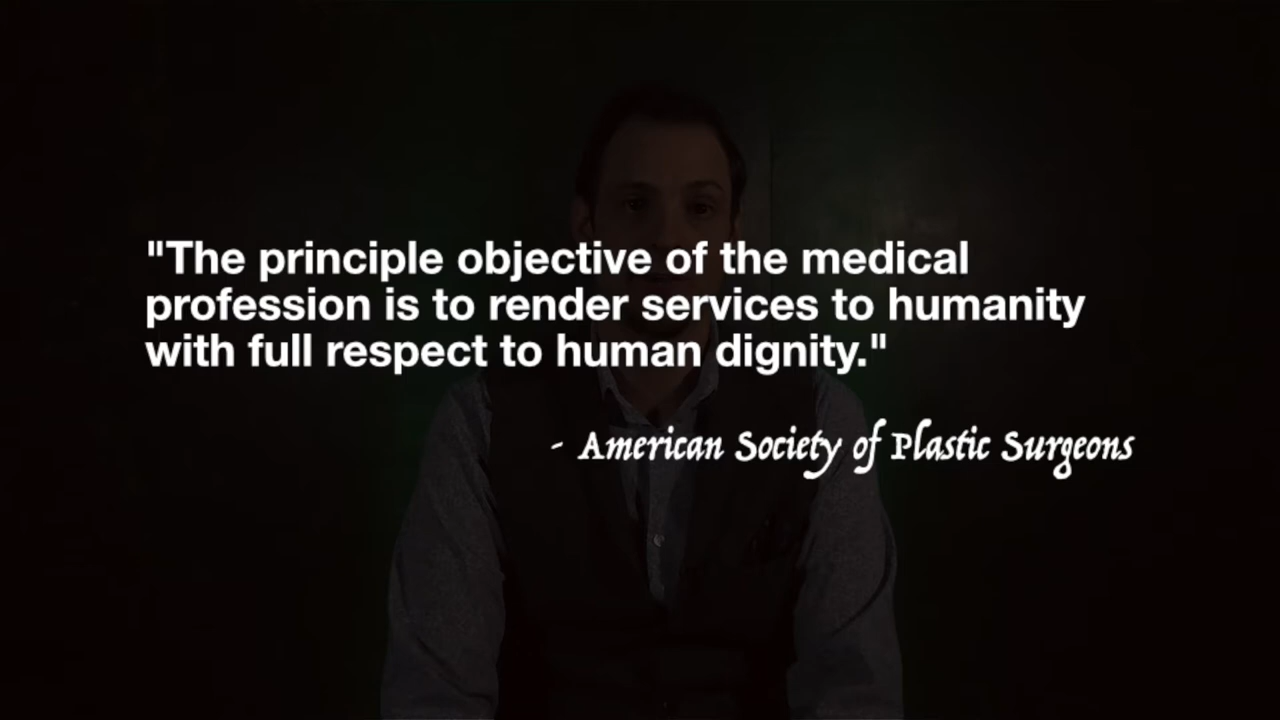 "The principle objective of the medical
profession is to render services to humanity
with full respect to human dignity."
- American Society of Plastic Surgeons